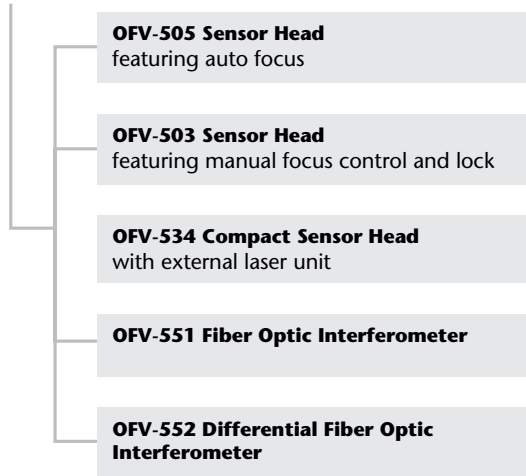 OFV-505 Sensor Head
featuring auto focus
OFV-503 Sensor Head
featuring manual focus control and lock
OFV-534 Compact Sensor Head
with external laser unit
OFV-551 Fiber Optic Interferometer
OFV-552 Differential Fiber Optic
Interferometer